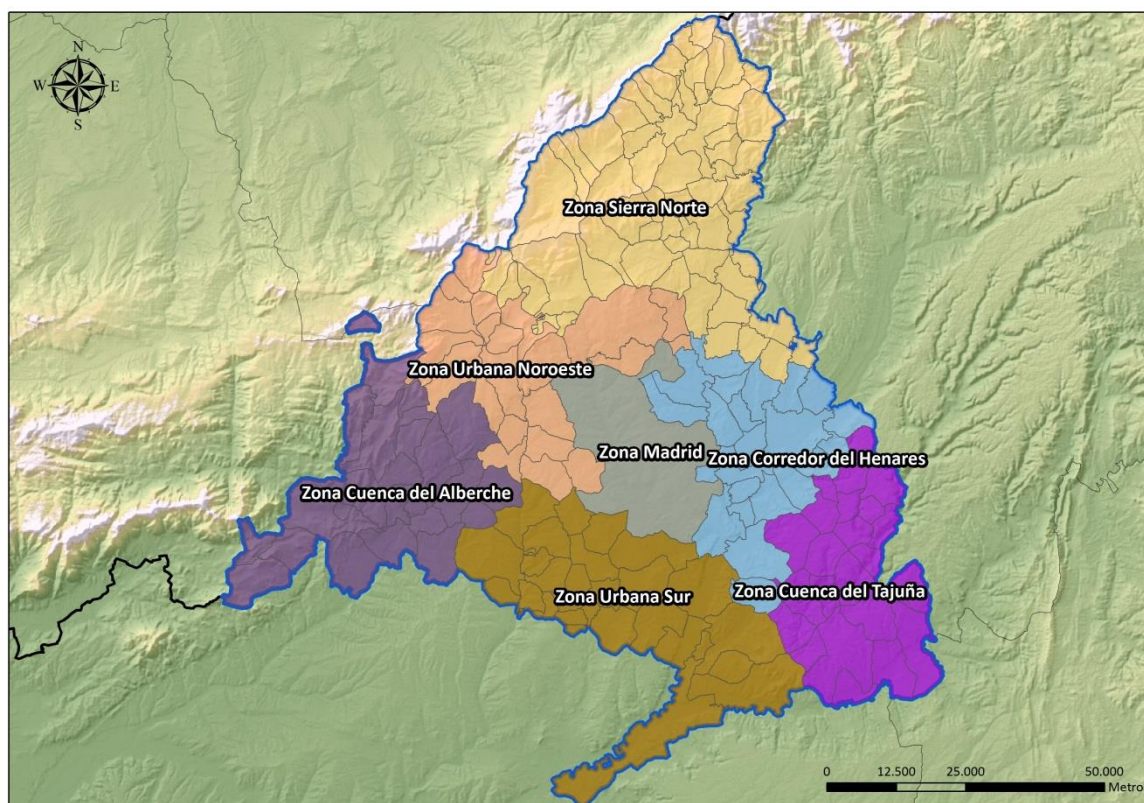 N
W E
S
Zona Sierra Norte
Zona Urbana Noroeste
Zona Madrid
Zona Corredor del Henares
Zona Cuenca del Alberche
Zona Urbana Sur
Zona Cuenca del Tajuña
0 12.500 25.000 50.000
Metro